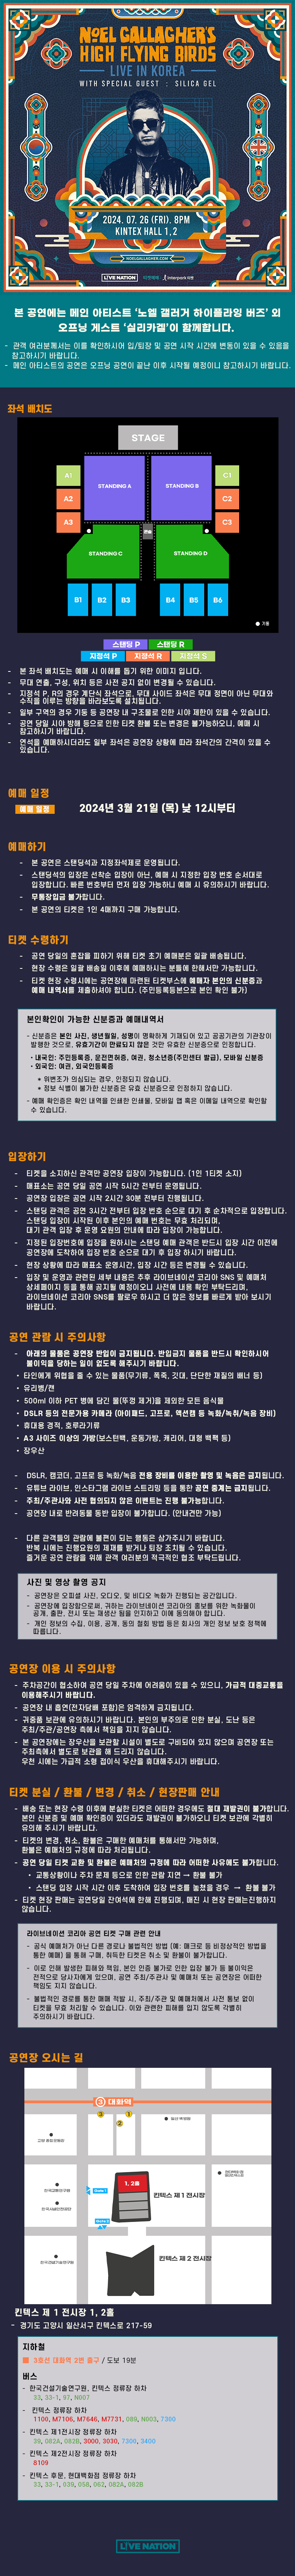 NOEL GALLAGHER'S
HIGH FLYING BIRDS
LIVE IN KOREA
WITH SPECIAL GUEST : SILICA GEL
2024. 07. 26 (FRI). 8PM
KINTEX HALL 1, 2
NOELGALLAGHER.COM
LIVE NATION
interpark 티켓
본 공연에는 메인 아티스트 '노엘 갤러거 하이플라잉 버즈' 외
오프닝 게스트 '실리카겔'이 함께합니다.
- 관객 여러분께서는 이를 확인하시어 입/퇴장 및 공연 시작 시간에 변동이 있을 수 있음을
참고하시기 바랍니다.
- 메인 아티스트의 공연은 오프닝 공연이 끝난 이후 시작될 예정이니 참고하시기 바랍니다.
좌석 배치도
STAGE
A1
A2
A3
STANDING A
STANDING B
C1
C2
C3
콘솔
STANDING C
STANDING D
B1
B2
B3
B4
B5
B6
기둥
스탠딩 P
스탠딩 R
지정석 P
지정석 R
지정석 S
- 본 좌석 배치도는 예매 시 이해를 돕기 위한 이미지 입니다.
- 무대 연출, 구성, 위치 등은 사전 공지 없이 변경될 수 있습니다.
- 지정석 P, R의 경우 계단식 좌석으로, 무대 사이드 좌석은 무대 정면이 아닌 무대와
수직을 이루는 방향을 바라보도록 설치됩니다.
- 일부 구역의 경우 기둥 등 공연장 내 구조물로 인한 시야 제한이 있을 수 있습니다.
- 공연 당일 시야 방해 등으로 인한 티켓 환불 또는 변경은 불가능하오니, 예매 시
참고하시기 바랍니다.
- 연석을 예매하시더라도 일부 좌석은 공연장 상황에 따라 좌석간의 간격이 있을 수
있습니다.
예매 일정
예매 일정
2024년 3월 21일 (목) 낮 12시부터
예매하기
- 본 공연은 스탠딩석과 지정좌석제로 운영됩니다.
- 스탠딩석의 입장은 선착순 입장이 아닌, 예매 시 지정한 입장 번호 순서대로
입장합니다. 빠른 번호부터 먼저 입장 가능하니 예매 시 유의하시기 바랍니다.
- 무통장입금 불가합니다.
- 본 공연의 티켓은 1인 4매까지 구매 가능합니다.
티켓 수령하기
- 공연 당일의 혼잡을 피하기 위해 티켓 초기 예매분은 일괄 배송됩니다.
- 현장 수령은 일괄 배송일 이후에 예매하시는 분들에 한해서만 가능합니다.
- 티켓 현장 수령시에는 공연장에 마련된 티켓부스에 예매자 본인의 신분증과
예매 내역서를 제출하셔야 합니다. (주민등록등본으로 본인 확인 불가)
본인확인이 가능한 신분증과 예매내역서
- 신분증은 본인 사진, 생년월일, 성명이 명확하게 기재되어 있고 공공기관의 기관장이
발행한 것으로, 유효기간이 만료되지 않은 것만 유효한 신분증으로 인정합니다.
• 내국인: 주민등록증, 운전면허증, 여권, 청소년증(주민센터 발급), 모바일 신분증
• 외국인: 여권, 외국인등록증
* 위변조가 의심되는 경우, 인정되지 않습니다.
* 정보 식별이 불가한 신분증은 유효 신분증으로 인정하지 않습니다.
- 예매 확인증은 확인 내역을 인쇄한 인쇄물, 모바일 앱 혹은 이메일 내역으로 확인할
수 있습니다.
입장하기
- 티켓을 소지하신 관객만 공연장 입장이 가능합니다. (1인 1티켓 소지)
- 매표소는 공연 당일 공연 시작 5시간 전부터 운영됩니다.
- 공연장 입장은 공연 시작 2시간 30분 전부터 진행됩니다.
- 스탠딩 관객은 공연 3시간 전부터 입장 번호 순으로 대기 후 순차적으로 입장합니다.
스탠딩 입장이 시작된 이후 본인의 예매 번호는 무효 처리되며,
대기 관객 입장 후 운영 요원의 안내에 따라 입장이 가능합니다.
- 지정된 입장번호에 입장을 원하시는 스탠딩 예매 관객은 반드시 입장 시간 이전에
공연장에 도착하여 입장 번호 순으로 대기 후 입장 하시기 바랍니다.
- 현장 상황에 따라 매표소 운영시간, 입장 시간 등은 변경될 수 있습니다.
- 입장 및 운영과 관련된 세부 내용은 추후 라이브네이션 코리아 SNS 및 예매처
상세페이지 등을 통해 공지될 예정이오니 사전에 내용 확인 부탁드리며,
라이브네이션 코리아 SNS를 팔로우 하시고 더 많은 정보를 빠르게 받아 보시기
바랍니다.
공연 관람 시 주의사항
- 아래의 물품은 공연장 반입이 금지됩니다. 반입금지 물품을 반드시 확인하시어
불이익을 당하는 일이 없도록 해주시기 바랍니다.
• 타인에게 위협을 줄 수 있는 물품(무기류, 폭죽, 깃대, 단단한 재질의 배너 등)
• 유리병/캔
• 500ml 이하 PET 병에 담긴 물(뚜껑 제거)을 제외한 모든 음식물
• DSLR 등의 전문가용 카메라 (아이패드, 고프로, 액션캠 등 녹화/녹취/녹음 장비)
• 휴대용 경적, 호루라기류
• A3 사이즈 이상의 가방(보스턴백, 운동가방, 캐리어, 대형 백팩 등)
• 장우산
- DSLR, 캠코더, 고프로 등 녹화/녹음 전용 장비를 이용한 촬영 및 녹음은 금지됩니다.
- 유튜브 라이브, 인스타그램 라이브 스트리밍 등을 통한 공연 중계는 금지됩니다.
- 주최/주관사와 사전 협의되지 않은 이벤트는 진행 불가능합니다.
- 공연장 내로 반려동물 동반 입장이 불가합니다. (안내견만 가능)
- 다른 관객들의 관람에 불편이 되는 행동은 삼가주시기 바랍니다.
반복 시에는 진행요원의 제재를 받거나 퇴장 조치될 수 있습니다.
즐거운 공연 관람을 위해 관객 여러분의 적극적인 협조 부탁드립니다.
사진 및 영상 촬영 공지
- 공연장은 오피셜 사진, 오디오, 및 비디오 녹화가 진행되는 공간입니다.
- 공연장에 입장함으로써, 귀하는 라이브네이션 코리아의 홍보를 위한 녹화물이
공개, 출판, 전시 또는 재생산 됨을 인지하고 이에 동의해야 합니다.
- 개인 정보의 수집, 이용, 공개, 동의 철회 방법 등은 회사의 개인 정보 보호 정책에
따릅니다.
공연장 이용 시 주의사항
- 주차공간이 협소하여 공연 당일 주차에 어려움이 있을 수 있으니, 가급적 대중교통을
이용해주시기 바랍니다.
- 공연장 내 흡연(전자담배 포함)은 엄격하게 금지됩니다.
- 귀중품 보관에 유의하시기 바랍니다. 본인의 부주의로 인한 분실, 도난 등은
주최/주관/공연장 측에서 책임을 지지 않습니다.
- 본 공연장에는 장우산을 보관할 시설이 별도로 구비되어 있지 않으며 공연장 또는
주최측에서 별도로 보관을 해 드리지 않습니다.
우천 시에는 가급적 소형 접이식 우산을 휴대해주시기 바랍니다.
티켓 분실 / 환불 / 변경 / 취소 / 현장판매 안내
- 배송 또는 현장 수령 이후에 분실하신 티켓은 어떠한 경우에도 절대 재발권이 불가합니다.
본인 신분증 및 예매 확인증이 있더라도 재발권이 불가능하오니 티켓 보관에 각별히
유의해 주시기 바랍니다.
- 티켓의 변경, 취소, 환불은 구매한 예매처를 통해서만 가능하며,
환불은 예매처의 규정에 따라 처리됩니다.
- 공연 당일 티켓 교환 및 환불은 예매처의 규정에 따라 어떠한 사유에도 불가합니다.
• 교통상황이나 주차 문제 등으로 인한 관람 지연 → 환불 불가
• 스탠딩 입장 시작 시간 이후 도착하여 입장 번호를 놓쳤을 경우 → 환불 불가
- 티켓 현장 판매는 공연당일 잔여석에 한해 진행되며, 매진 시 현장 판매는진행하지
않습니다.
라이브네이션 코리아 공연 티켓 구매 관련 안내
- 공식 예매처가 아닌 다른 경로나 불법적인 방법 (예: 매크로 등 비정상적인 방법을
통한 예매) 을 통해 구매, 취득한 티켓은 취소 및 환불이 불가합니다.
- 이로 인해 발생한 피해와 책임, 본인 인증 불가로 인한 입장 불가 등 불이익은
전적으로 당사자에게 있으며, 공연 주최/주관사 및 예매처 또는 공연장은 어떠한
책임도 지지 않습니다.
- 불법적인 경로를 통한 매매 적발 시, 주최/주관 및 예매처에서 사전 통보 없이
티켓을 무효 처리할 수 있습니다. 이와 관련한 피해를 입지 않도록 각별히
주의하시기 바랍니다.
공연장 오시는 길
3 대화역
3
1
2
1, 2홀
킨텍스 제 1 전시장
킨텍스 제 2 전시장
킨텍스 제 1 전시장 1, 2홀
- 경기도 고양시 일산서구 킨텍스로 217-59
지하철
3호선 대화역 2번 출구 / 도보 19분
버스
- 한국건설기술연구원, 킨텍스 정류장 하차
33, 33-1, 97, N007
- 킨텍스 정류장 하차
1100, M7106, M7646, M7731, 080, N003, 7300
- 킨텍스 제1전시장 정류장 하차
39, 082A, 082B, 3000, 3030, 7300, 3400
- 킨텍스 제2전시장 정류장 하차
8109
- 킨텍스 후문, 현대백화점 정류장 하차
33, 33-1, 039, 058, 062, 082A, 082B
LIVE NATION